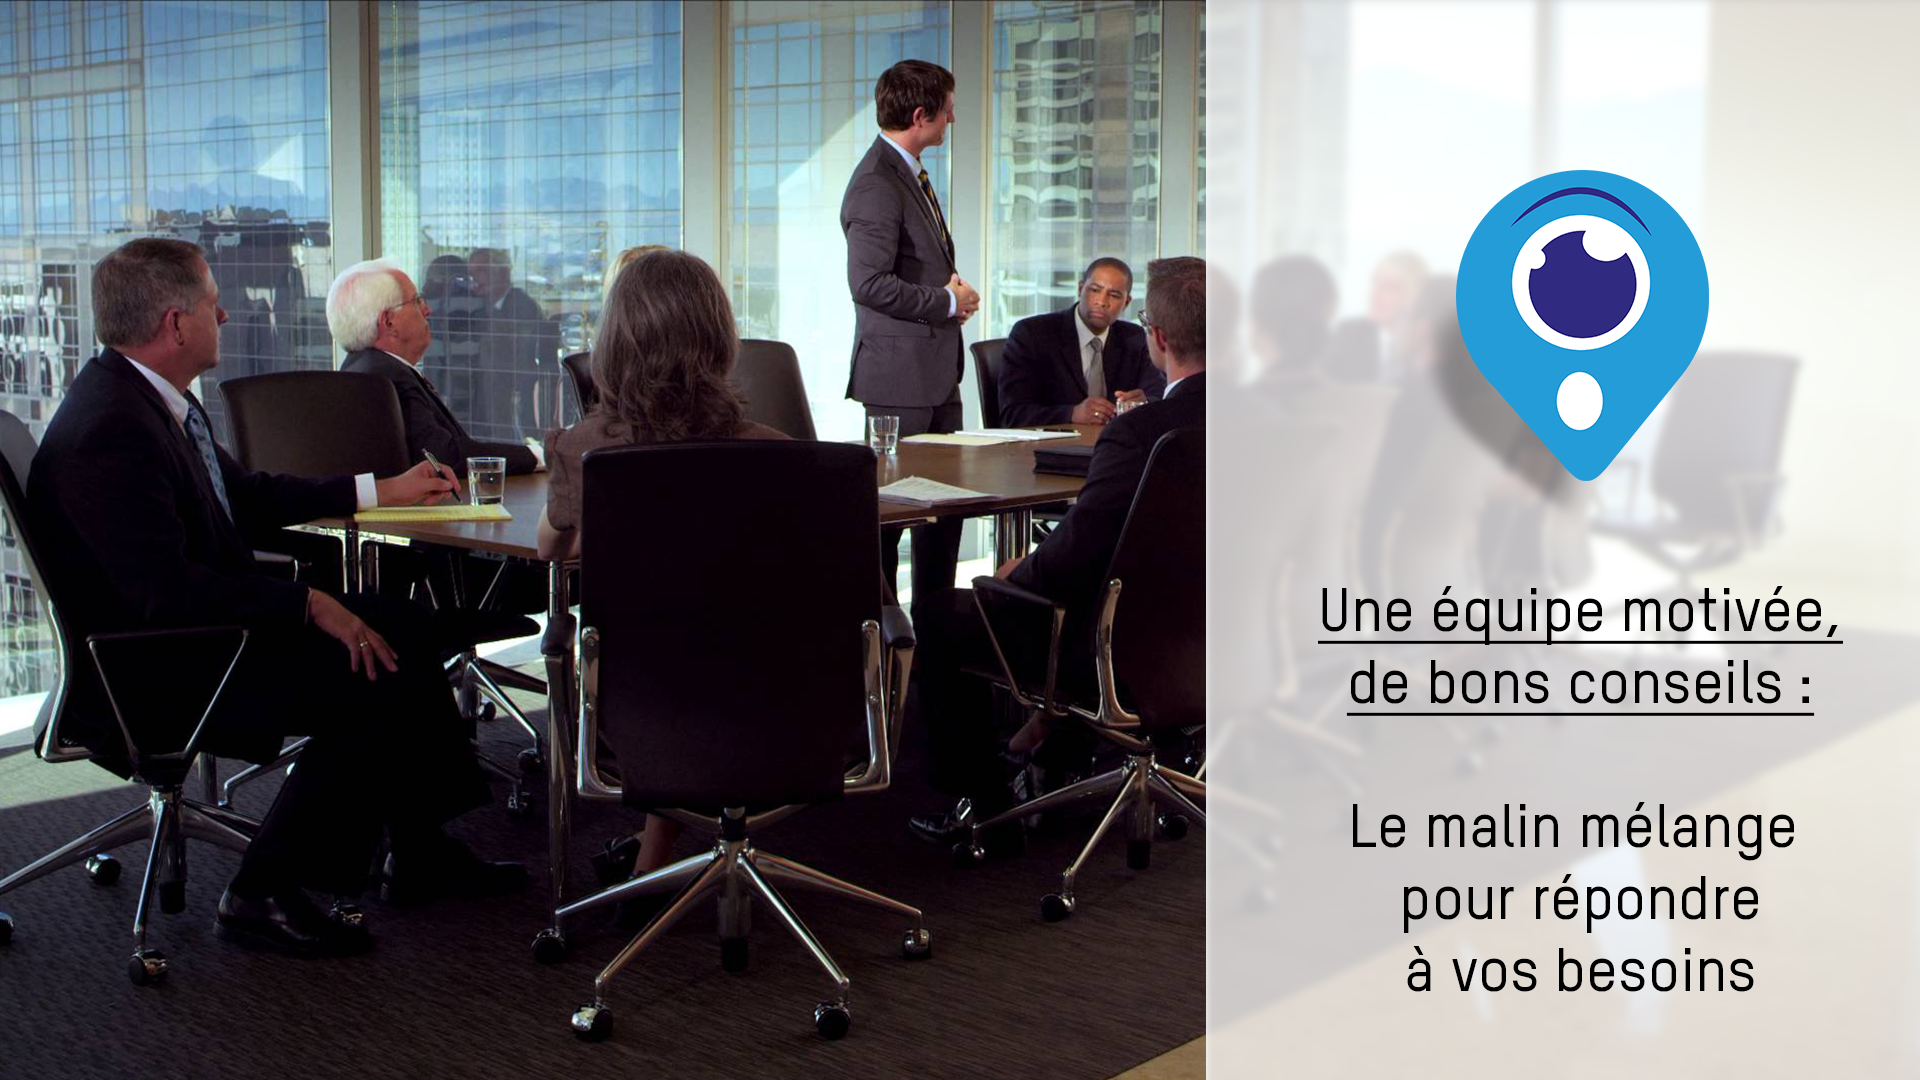 Une équipe motivée,
de bons conseils :
Le malin mélange
pour répondre
à vos besoins